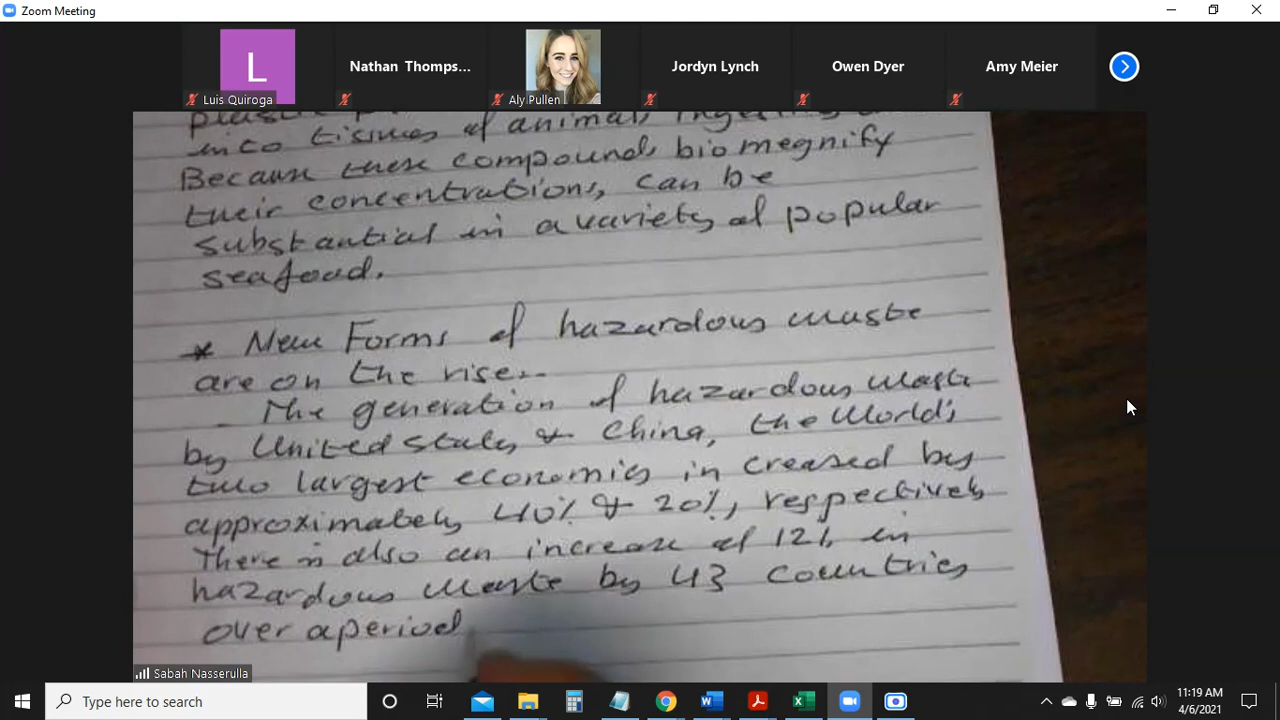 Zoom Meeting
L
Luis Quiroga
Nathan Thomps...
Aly Pullen
Jordyn Lynch
Owen Dyer
Amy Meier
into tissues of animals
Because these compounds biomegnify
their concentrations, can be
substantial in a variety of popular
seafood.
* New Forms of hazardous waste
are on the rise..
- The generation of hazardous waste
by United States & China, the World's
two largest economies in creased by
approximately 40% & 20%, respectively
There is also an increase of 12% in
hazardous waste by 43 countries
over a period
Sabah Nasserulla
Type here to search
11:19 AM
4/6/2021